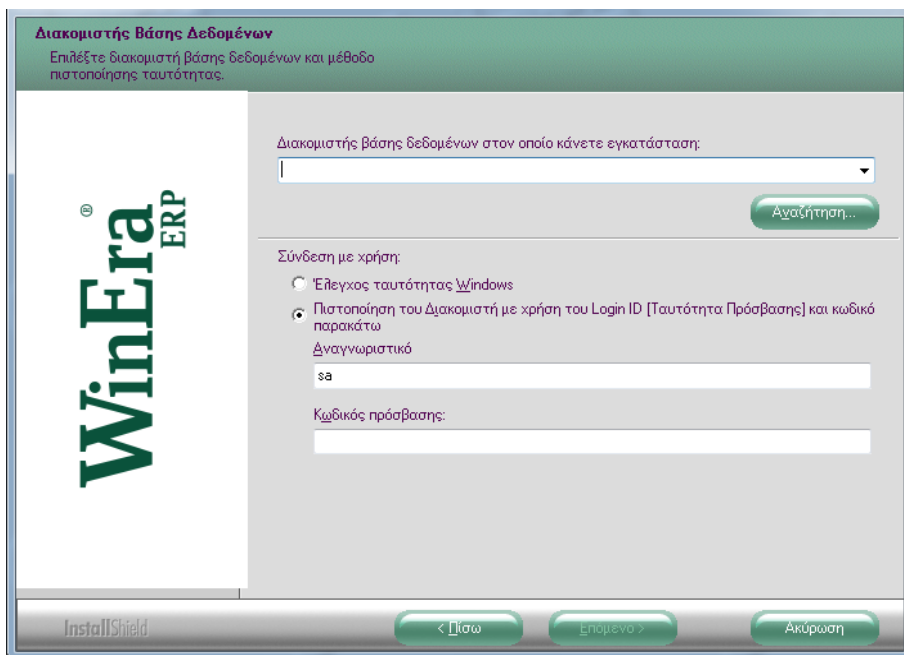 Διακομιστής Βάσης Δεδομένων
Επιλέξτε διακομιστή βάσης δεδομένων και μέθοδο
πιστοποίησης ταυτότητας.
WinEra®
ERP
Διακομιστής βάσης δεδομένων στον οποίο κάνετε εγκατάσταση:
Αναζήτηση...
Σύνδεση με χρήση:
Έλεγχος ταυτότητας Windows
Πιστοποίηση του Διακομιστή με χρήση του Login ID [Ταυτότητα Πρόσβασης] και κωδικό
παρακάτω
Αναγνωριστικό
sa
Κωδικός πρόσβασης:
InstallShield
< Πίσω
Επόμενο >
Ακύρωση